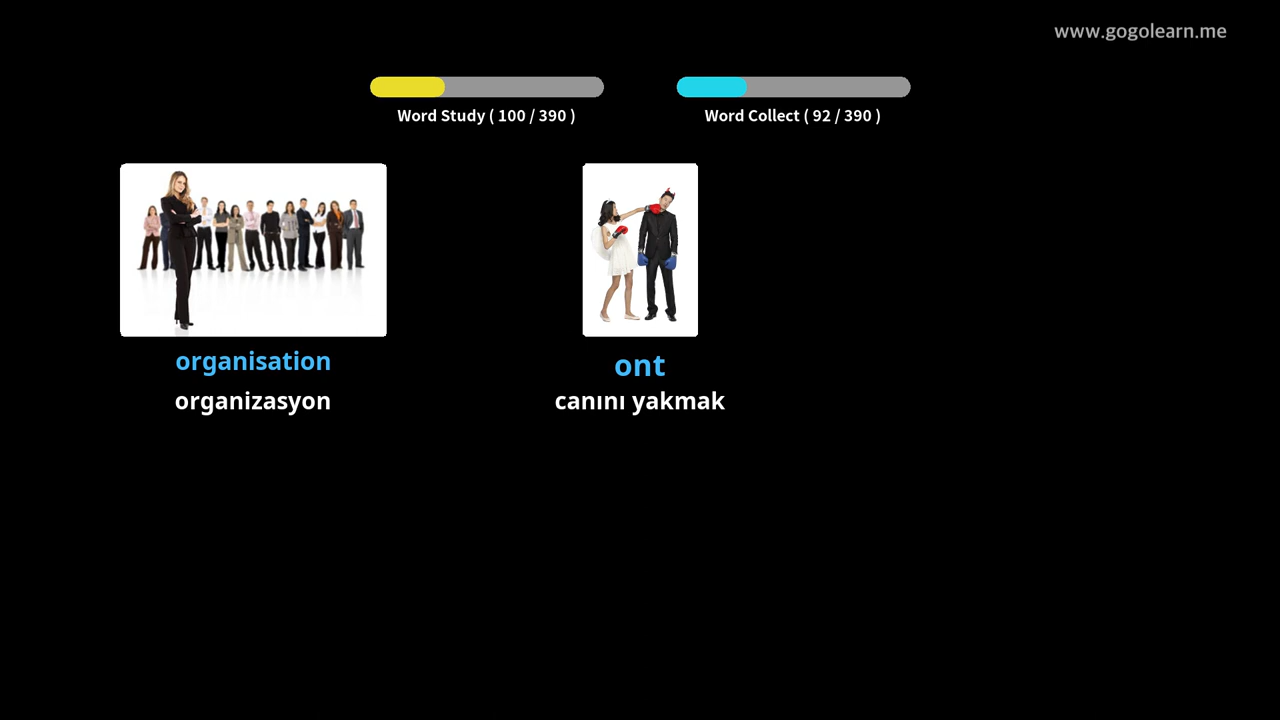 www.gogolearn.me
Word Study ( 100 / 390 )
Word Collect ( 92 / 390 )
organisation
organizasyon
ont
canını yakmak